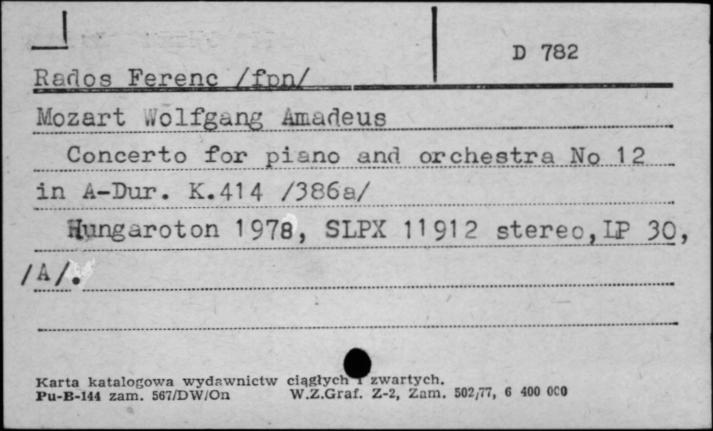 D 782
Rados Ferenc /fpn/
Mozart Wolfgang Amadeus
Concerto for piano and orchestra No 12
in A-Dur. K.414 /386a/
Hungaroton 1978, SLPX 11912 stereo, LP 30,
/A/.
Karta katalogowa wydawnictw ciągłych i zwartych.
Pu-B-144 zam. 567/DW/On W.Z.Graf. Z-2, Zam. 502/77, 6 400 000